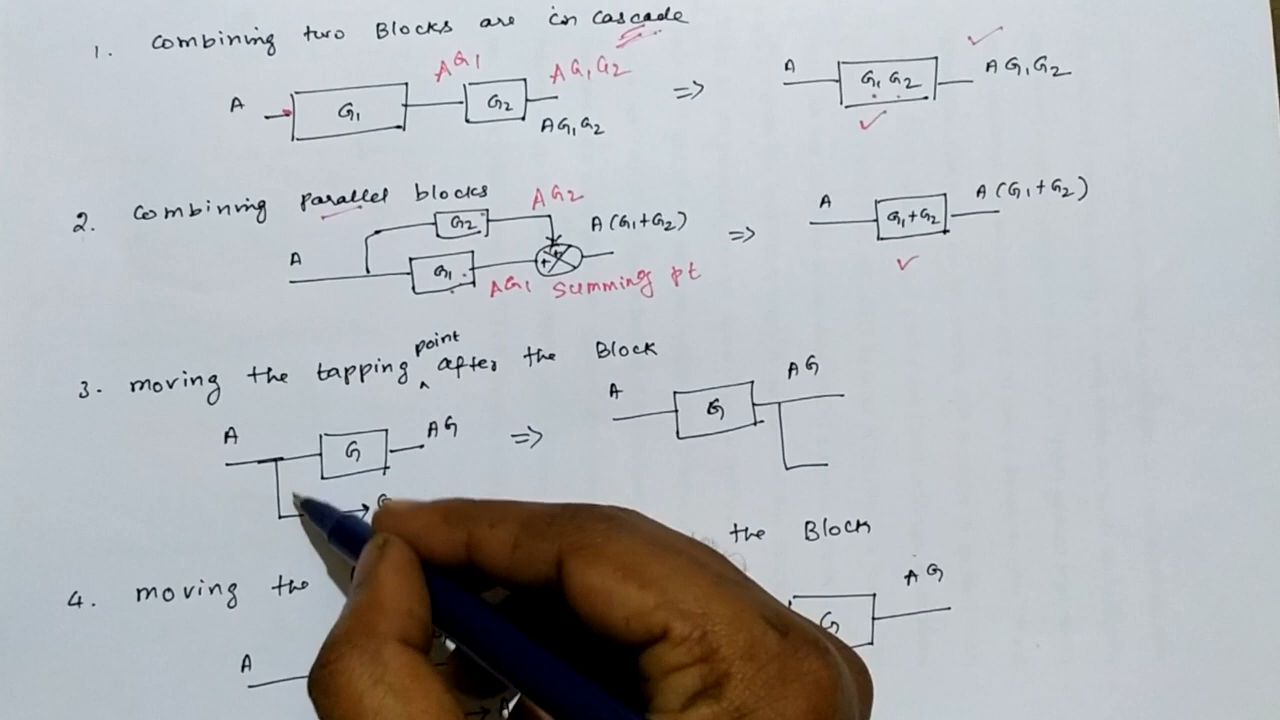 1. Combining two Blocks are in cascade
A G1 AG1 G2 AG1G2 AG1G2 => A G1 G2 AG1G2
2. Combining parallel blocks
A G2 AG2 G1 AG1 + + A(G1+G2) summing pt => A G1+G2 A(G1+G2)
3. moving the tapping point after the Block
A G AG => A G AG
4. moving the the Block
A G AG